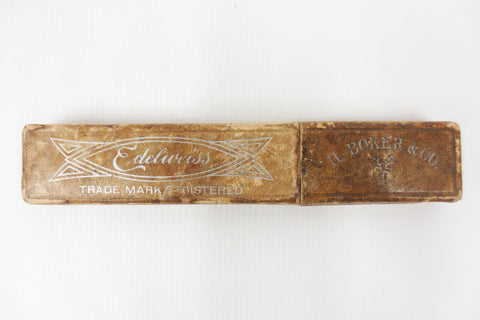 Edelweiss
TRADE MARK REGISTERED
H. BOKER & CO